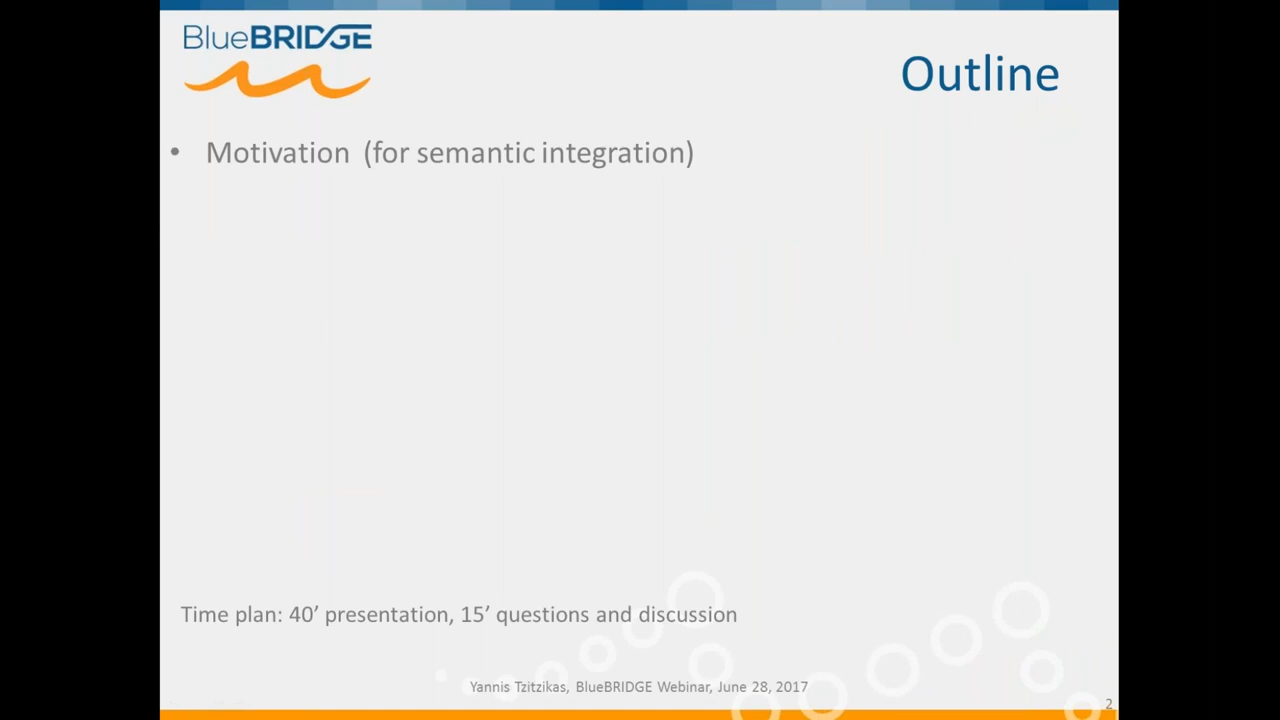 BlueBRIDGE
Outline
• Motivation (for semantic integration)
Time plan: 40’ presentation, 15’ questions and discussion
Yannis Tzitzikas, BlueBRIDGE Webinar, June 28, 2017
2